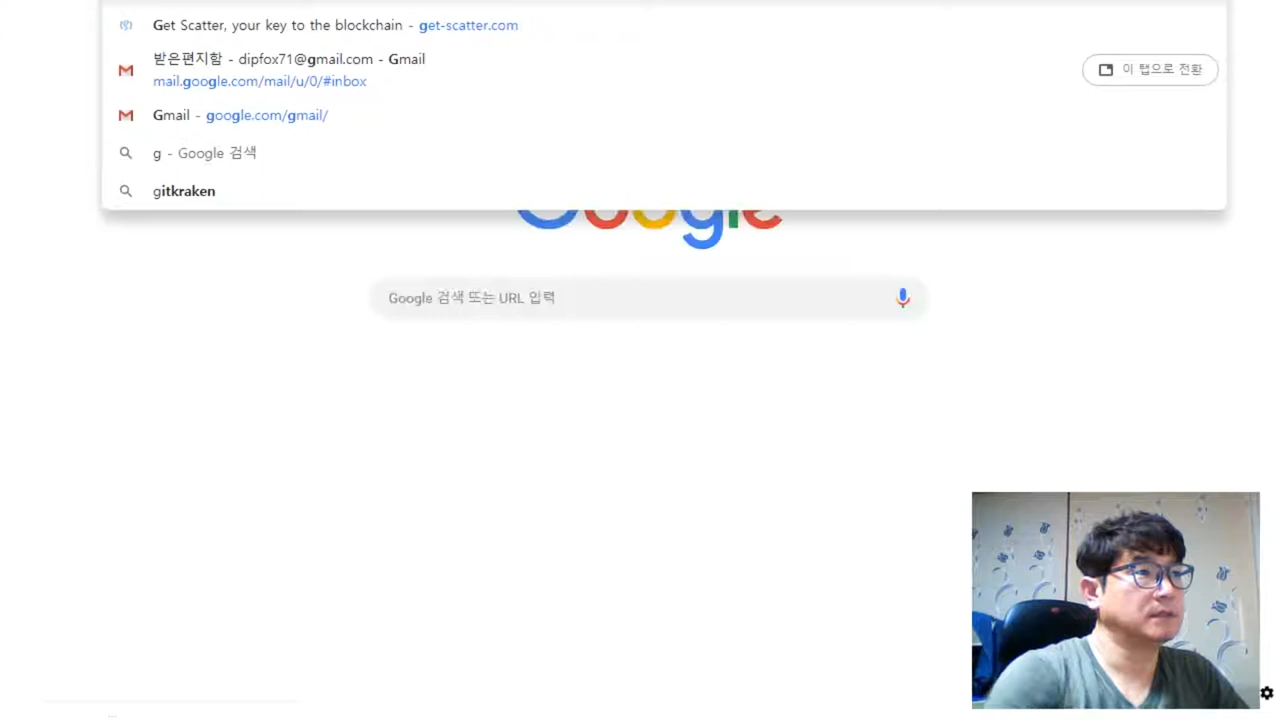 Get Scatter, your key to the blockchain - get-scatter.com
받은편지함 - dipfox71@gmail.com - Gmail
mail.google.com/mail/u/0/#inbox
이 탭으로 전환
Gmail - google.com/gmail/
g - Google 검색
gitkraken
Google
Google 검색 또는 URL 입력